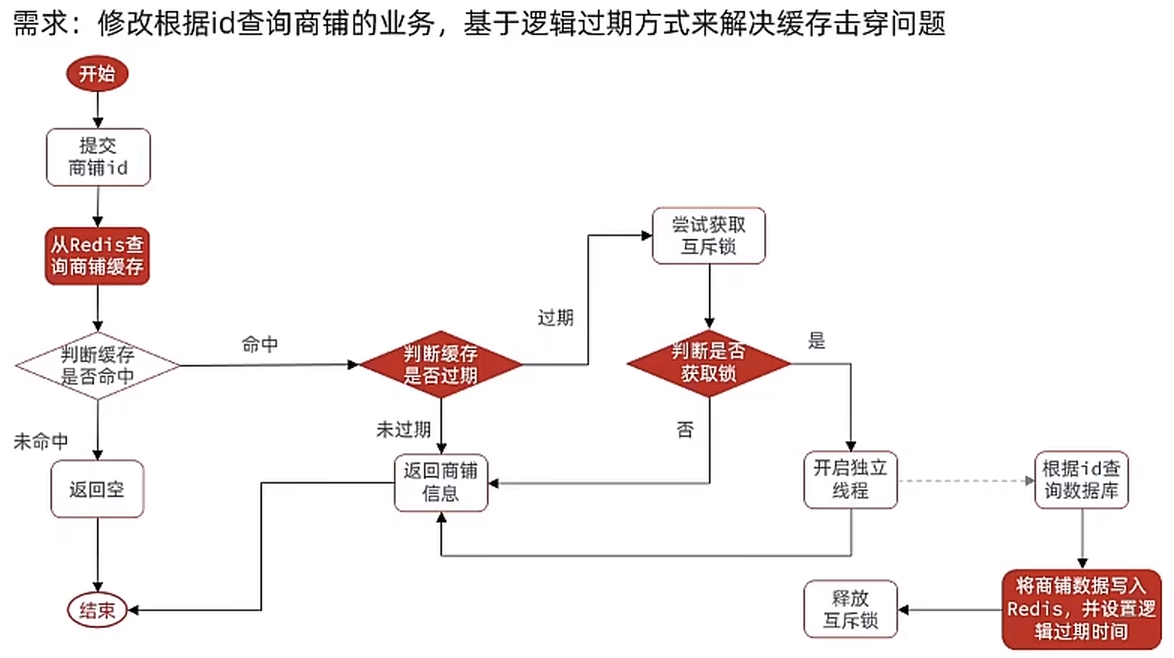 需求：修改根据id查询商铺的业务，基于逻辑过期方式来解决缓存击穿问题
开始
提交
商铺id
从Redis查
询商铺缓存
判断缓存
是否命中
命中
未命中
返回空
结束
判断缓存
是否过期
过期
未过期
返回商铺
信息
尝试获取
互斥锁
判断是否
获取锁
是
否
开启独立
线程
根据id查
询数据库
将商铺数据写入
Redis，并设置逻
辑过期时间
释放
互斥锁